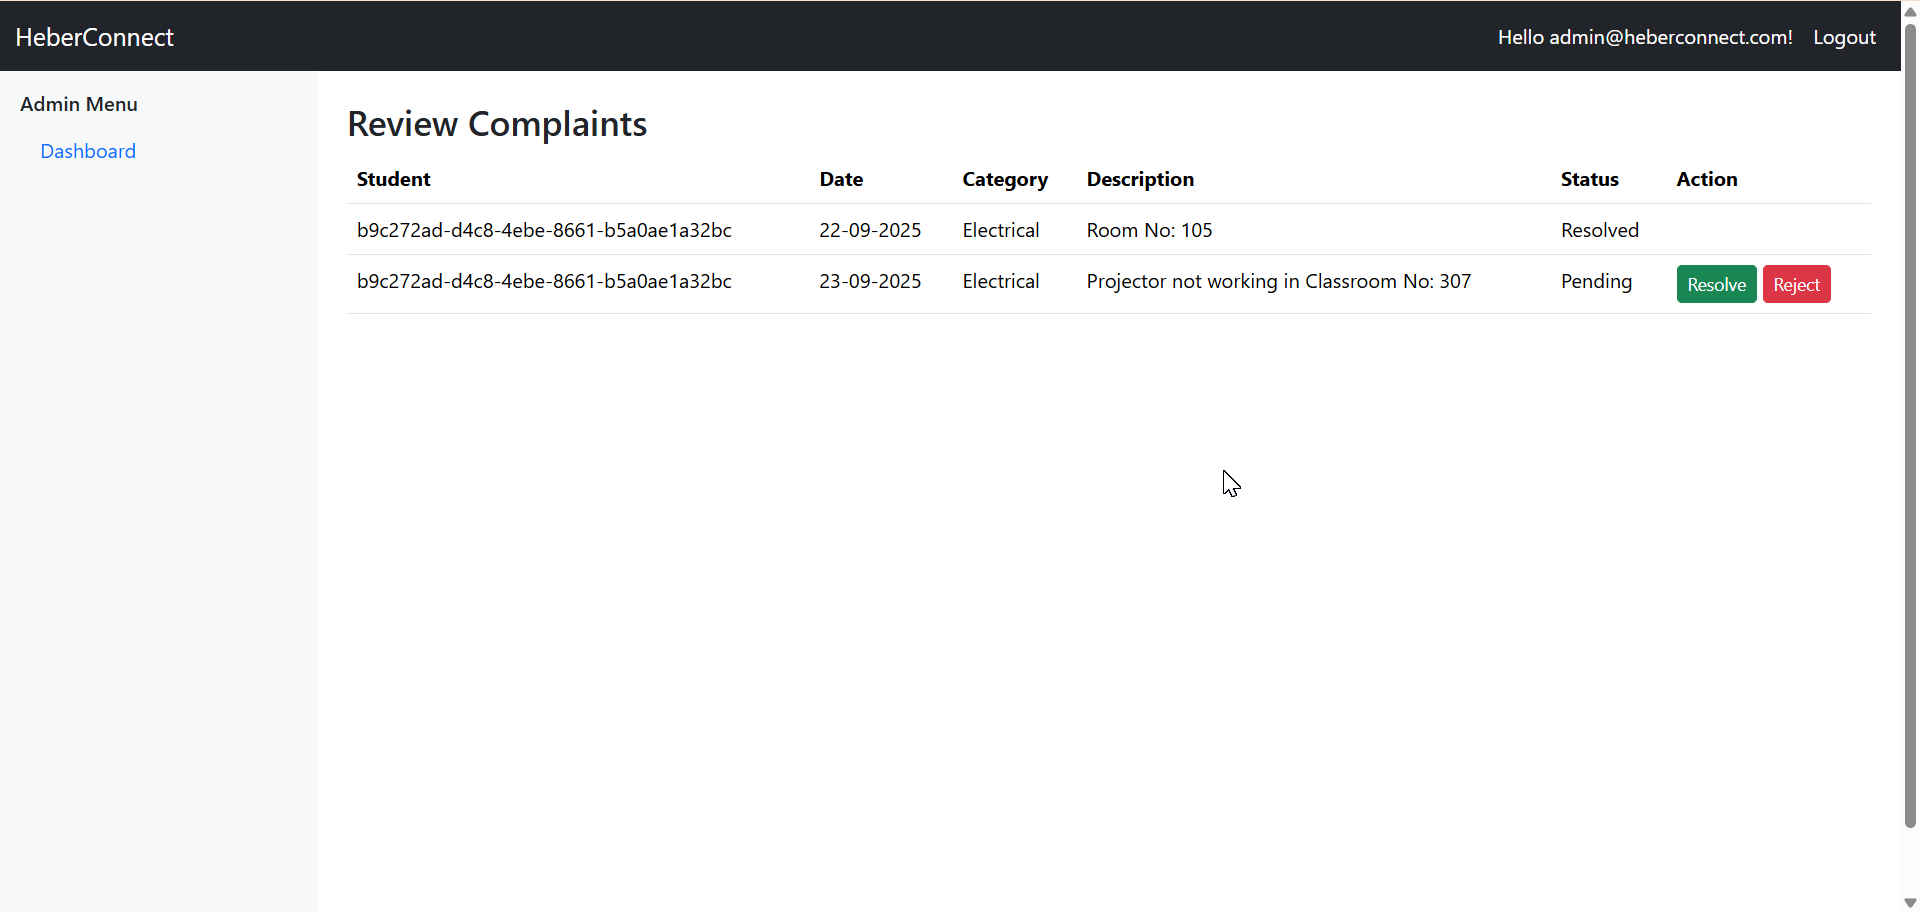 HeberConnect
Hello admin@heberconnect.com! Logout
Admin Menu
Dashboard
Review Complaints
Student Date Category Description Status Action
b9c272ad-d4c8-4ebe-8661-b5a0ae1a32bc 22-09-2025 Electrical Room No: 105 Resolved
b9c272ad-d4c8-4ebe-8661-b5a0ae1a32bc 23-09-2025 Electrical Projector not working in Classroom No: 307 Pending Resolve Reject